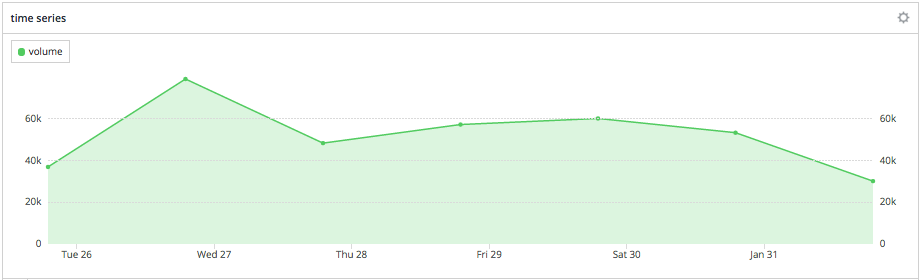 time series
volume
60k 60k
40k 40k
20k 20k
0 0
Tue 26 Wed 27 Thu 28 Fri 29 Sat 30 Jan 31